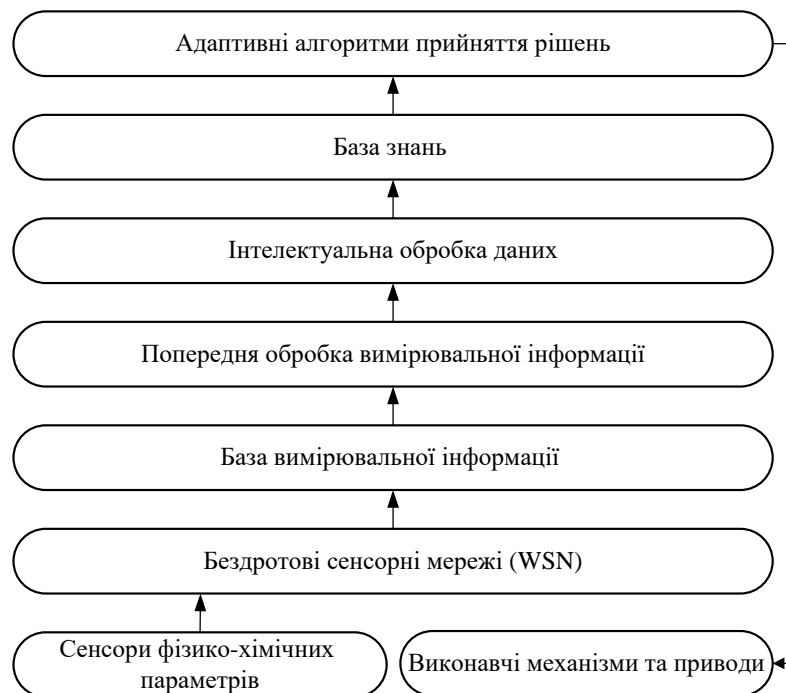 Адаптивні алгоритми прийняття рішень
База знань
Інтелектуальна обробка даних
Попередня обробка вимірювальної інформації
База вимірювальної інформації
Бездротові сенсорні мережі (WSN)
Сенсори фізико-хімічних
параметрів
Виконавчі механізми та приводи